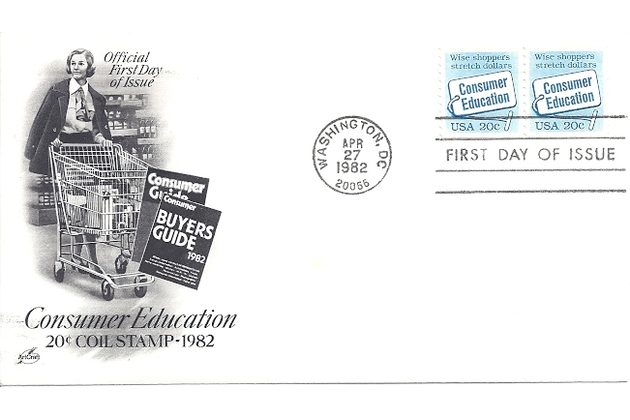 Official
First Day
of Issue
Wise shoppers
stretch dollars
Consumer
Education
USA 20c
Wise shoppers
stretch dollars
Consumer
Education
USA 20c
WASHINGTON, DC
APR
27
1982
20066
FIRST DAY OF ISSUE
Consumer
Consumer
BUYERS
GUIDE
1982
Consumer Education
20¢ COIL STAMP-1982
ArtCraft